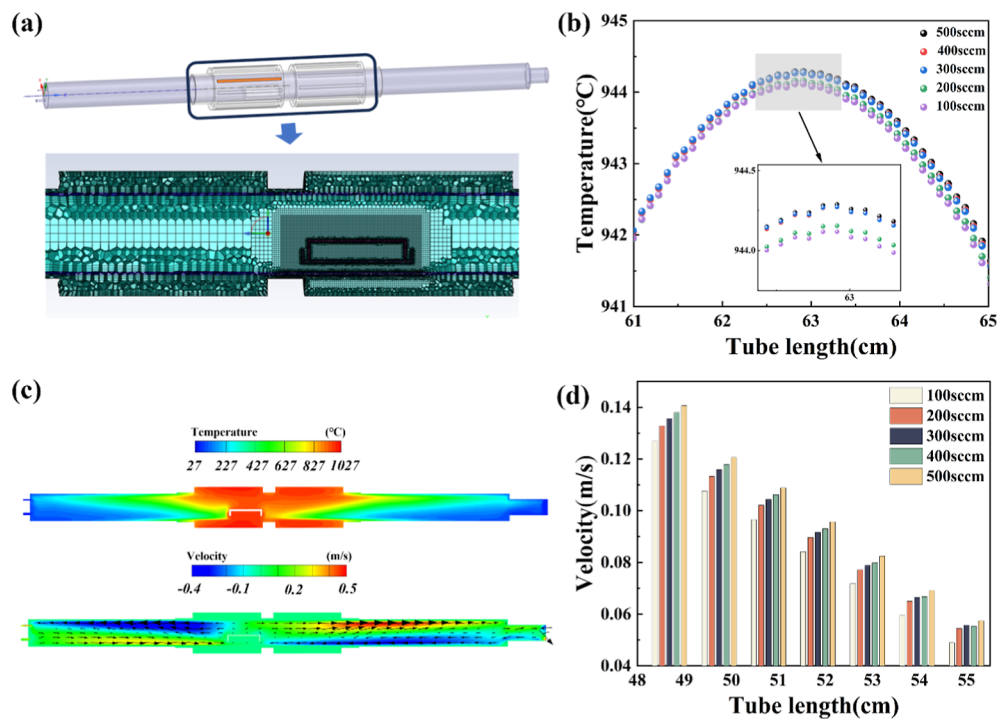 (a)
(b)
945
944
943
942
941
Temperature(℃)
500sccm
400sccm
300sccm
200sccm
100sccm
944.5
944.0
63
61 62 63 64 65
Tube length(cm)
(c)
Temperature (℃)
27 227 427 627 827 1027
Velocity (m/s)
-0.4 -0.1 0.2 0.5
(d)
0.14
0.12
0.10
0.08
0.06
0.04
Velocity(m/s)
100sccm
200sccm
300sccm
400sccm
500sccm
48 49 50 51 52 53 54 55
Tube length(cm)